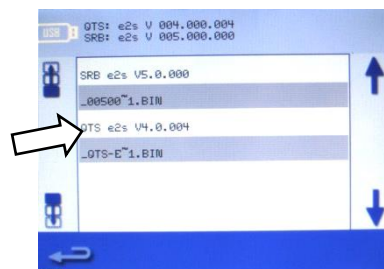 USB
QTS: e2s V 004.000.004
SRB: e2s V 005.000.000
SRB e2s V5.0.000
_00500~1.BIN
QTS e2s V4.0.004
_QTS-E~1.BIN